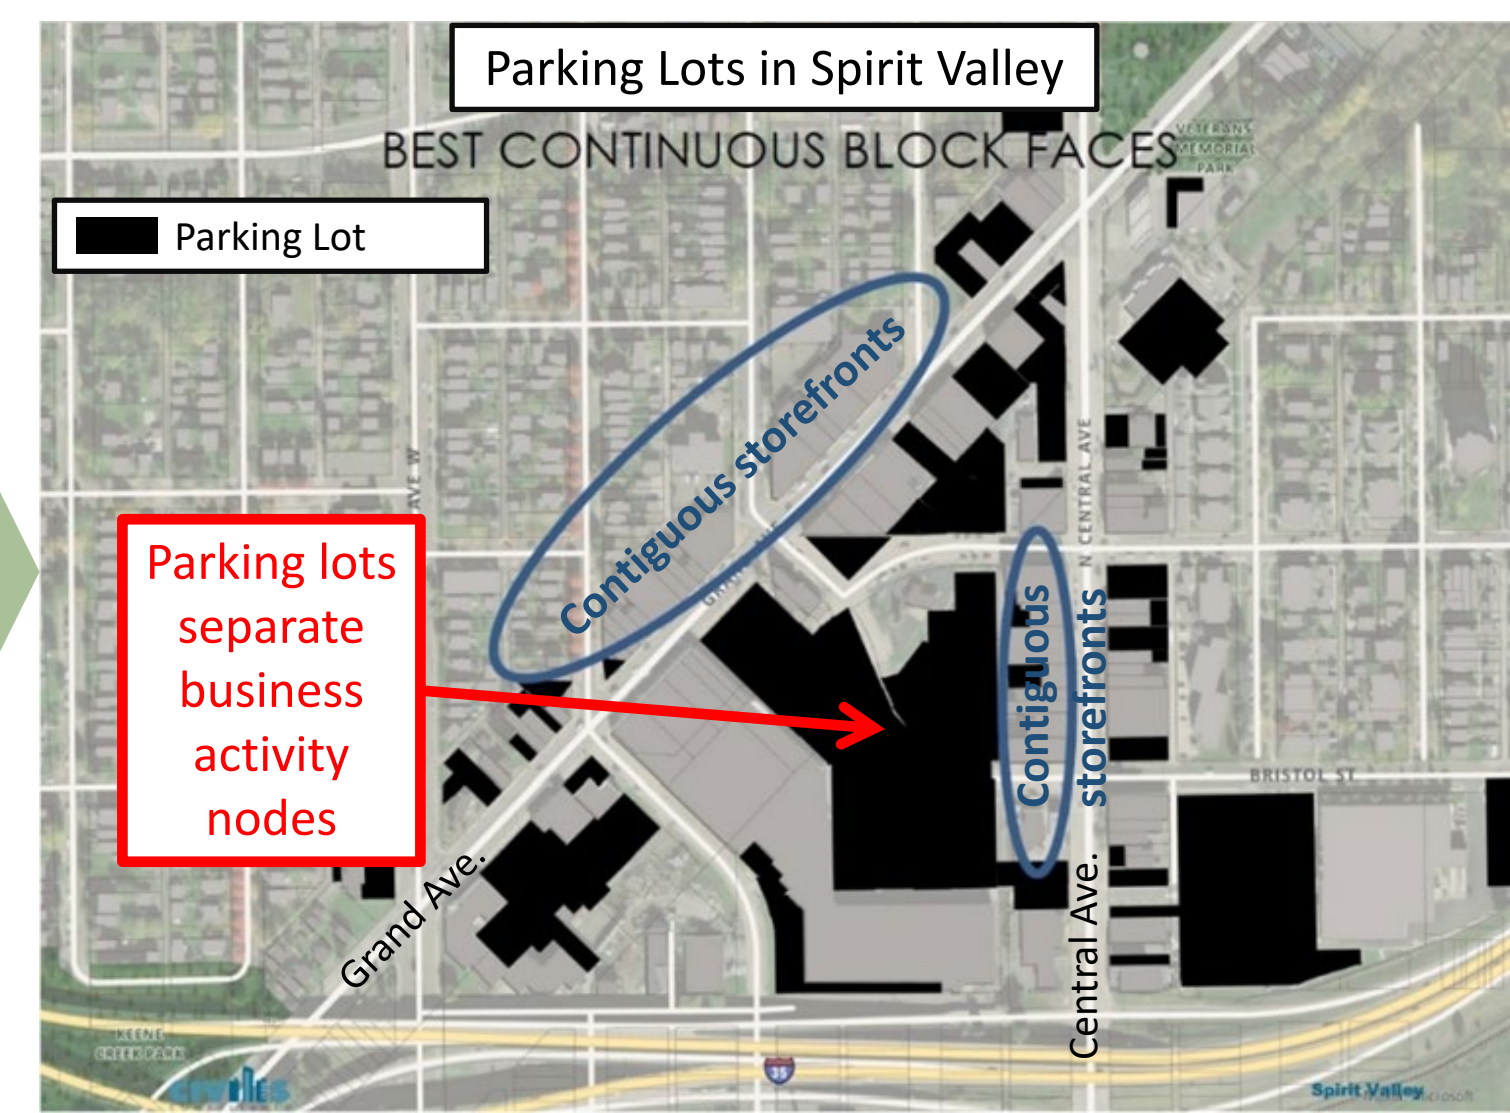 Parking Lots in Spirit Valley
BEST CONTINUOUS BLOCK FACES
VETERANS
MEMORIAL
PARK
Parking Lot
Contiguous storefronts
AVE W
N CENTRAL AVE
Parking lots
separate
business
activity
nodes
Contiguous
storefronts
BRISTOL ST
Grand Ave.
Central Ave.
KEENE
CREEK PARK
35
Spirit Valley